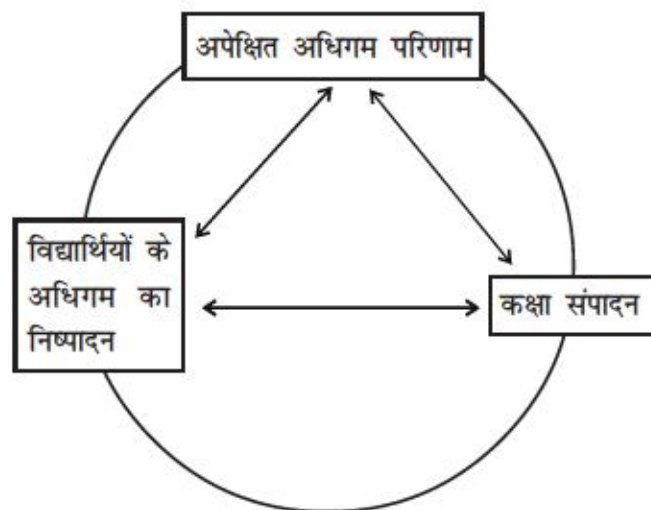 अपेक्षित अधिगम परिणाम
विद्यार्थियों के
अधिगम का
निष्पादन
कक्षा संपादन